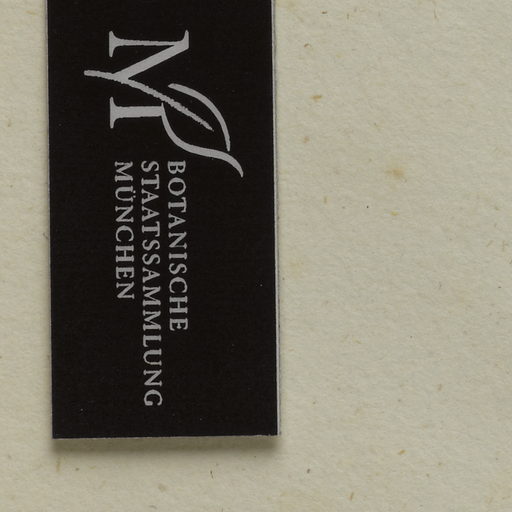 M
BOTANISCHE
STAATSSAMMLUNG
MÜNCHEN